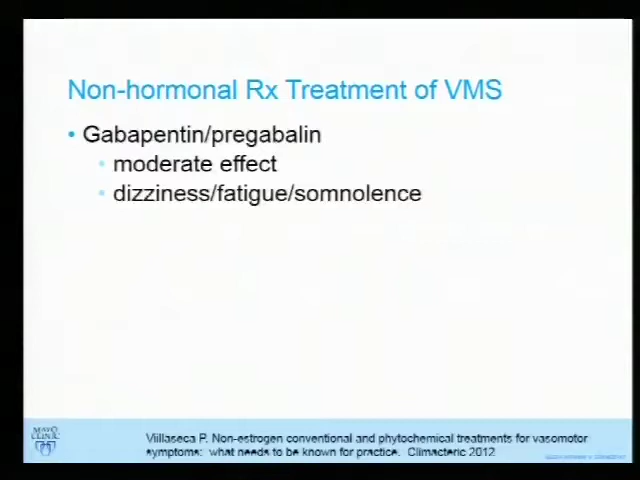 Non-hormonal Rx Treatment of VMS
• Gabapentin/pregabalin
• moderate effect
• dizziness/fatigue/somnolence
MAYO
CLINIC
Villaseca P. Non-estrogen conventional and phytochemical treatments for vasomotor
symptoms: what needs to be known for practice. Climacteric 2012